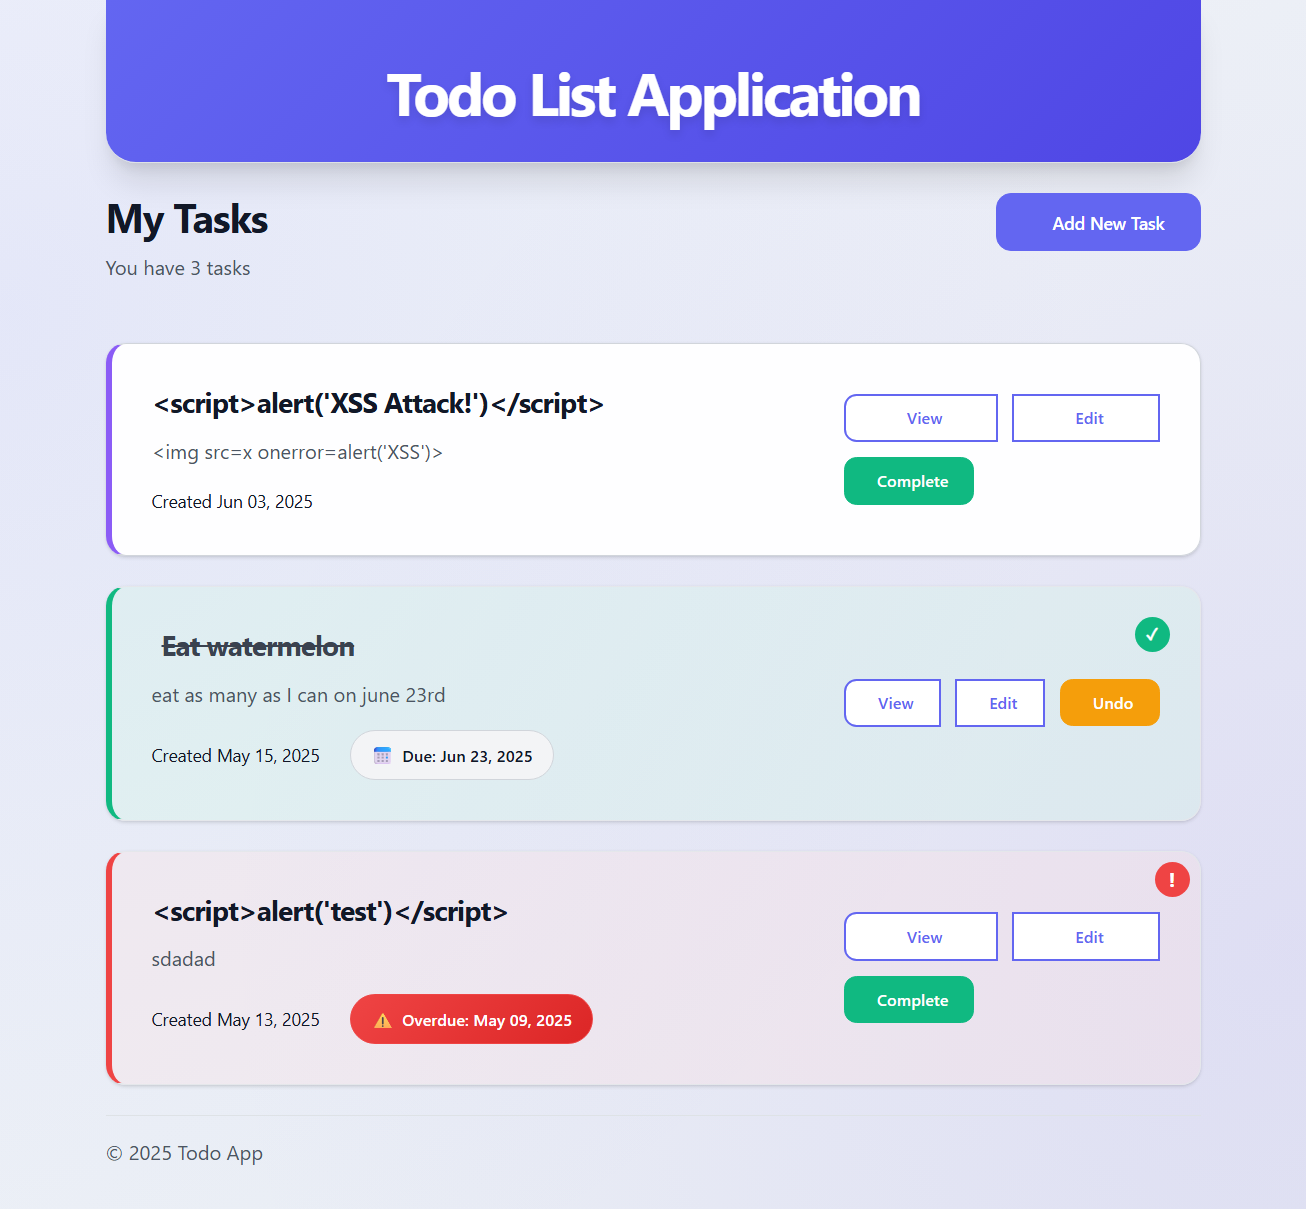 Todo List Application
My Tasks
Add New Task
You have 3 tasks
<script>alert('XSS Attack!')</script>
View
Edit
<img src=x onerror=alert('XSS')>
Complete
Created Jun 03, 2025
Eat watermelon
eat as many as I can on june 23rd
View
Edit
Undo
Created May 15, 2025
Due: Jun 23, 2025
<script>alert('test')</script>
View
Edit
sdadad
Complete
Created May 13, 2025
Overdue: May 09, 2025
© 2025 Todo App